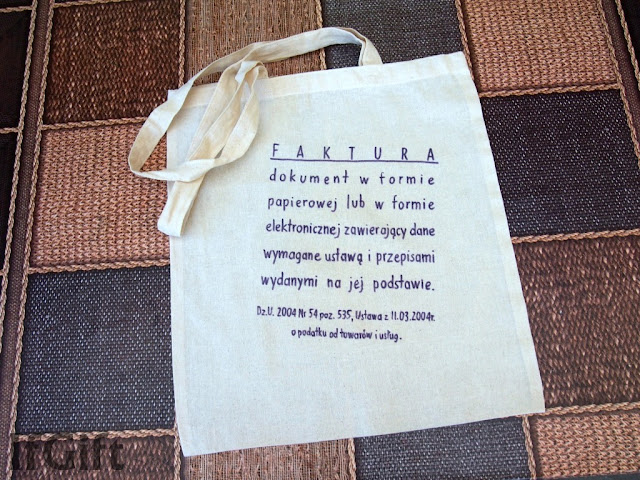 FAKTURA
dokument w formie
papierowej lub w formie
elektronicznej zawierający dane
wymagane ustawą i przepisami
wydanymi na jej podstawie.
Dz.U. 2004 Nr 54 poz. 535, Ustawa z 11.03.2004r.
o podatku od towarów i usług.
ITGift